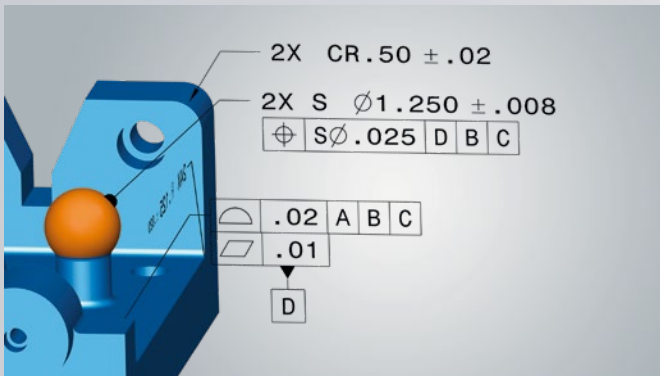 2X CR.50 ±.02
2X S Ø1.250 ±.008
⌖ SØ.025 D B C
⌓ .02 A B C
⏥ .01
D